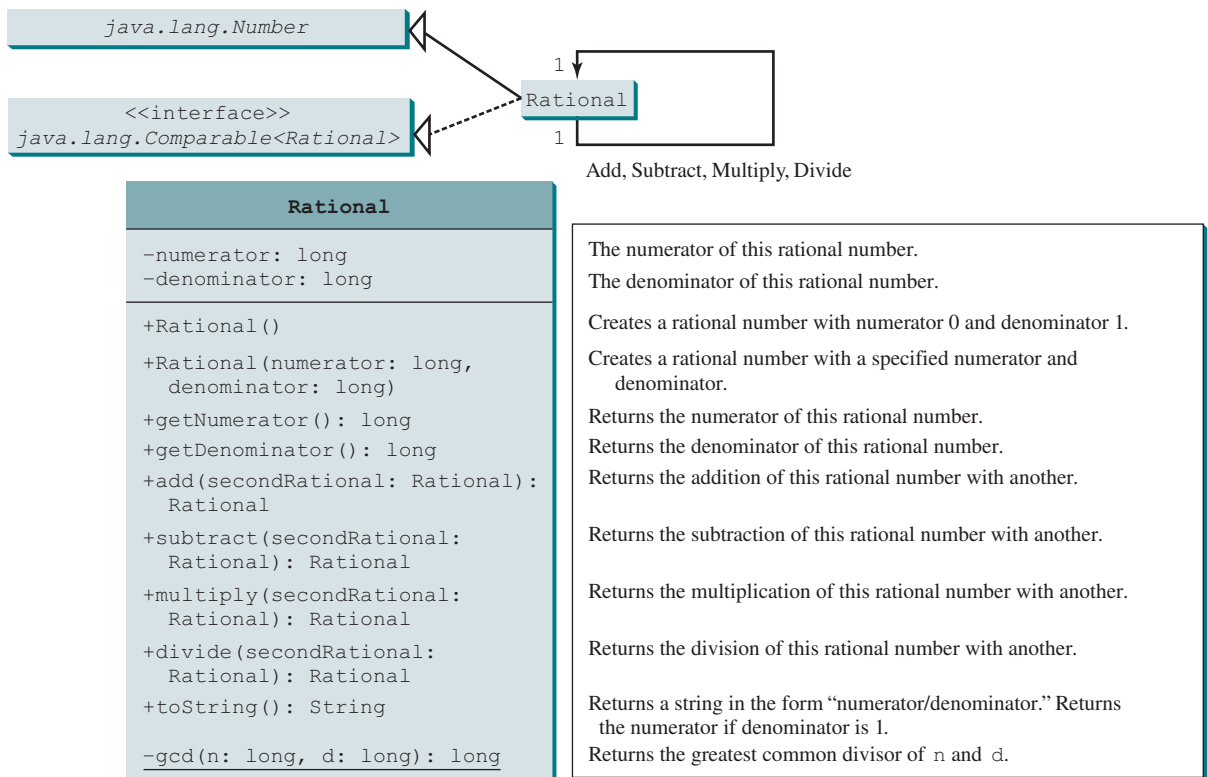 java.lang.Number
<<interface>>
java.lang.Comparable<Rational>
1
Rational
1
Add, Subtract, Multiply, Divide
Rational
-numerator: long
-denominator: long
+Rational()
+Rational(numerator: long,
denominator: long)
+getNumerator(): long
+getDenominator(): long
+add(secondRational: Rational):
Rational
+subtract(secondRational:
Rational): Rational
+multiply(secondRational:
Rational): Rational
+divide(secondRational:
Rational): Rational
+toString(): String
-gcd(n: long, d: long): long
The numerator of this rational number.
The denominator of this rational number.
Creates a rational number with numerator 0 and denominator 1.
Creates a rational number with a specified numerator and
denominator.
Returns the numerator of this rational number.
Returns the denominator of this rational number.
Returns the addition of this rational number with another.
Returns the subtraction of this rational number with another.
Returns the multiplication of this rational number with another.
Returns the division of this rational number with another.
Returns a string in the form “numerator/denominator.” Returns
the numerator if denominator is 1.
Returns the greatest common divisor of n and d.